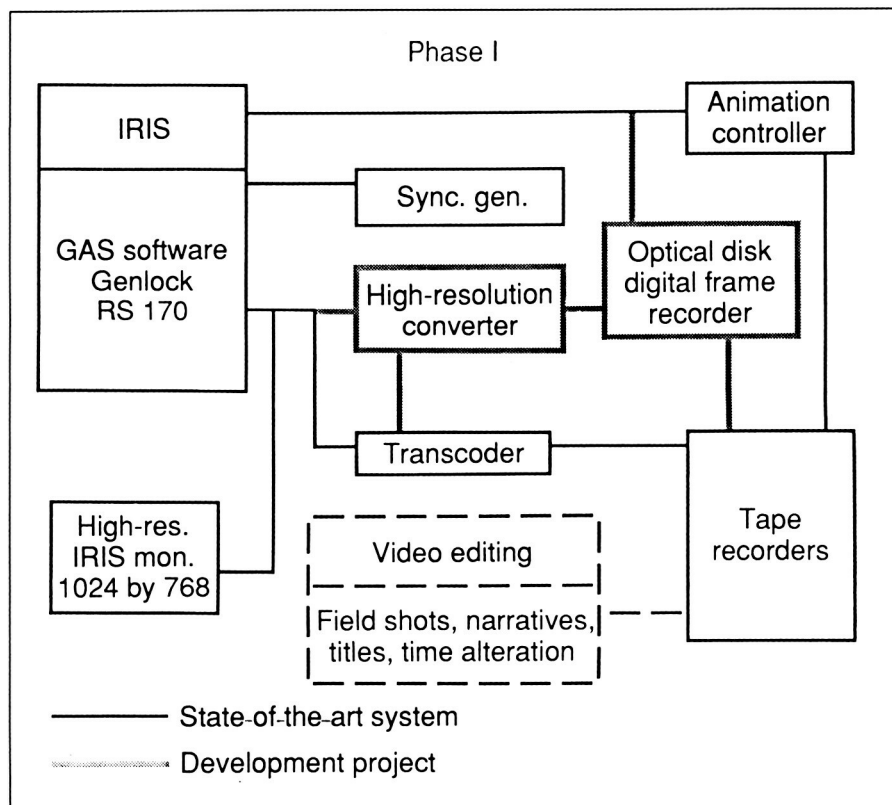 Phase I
IRIS
Animation
controller
Sync. gen.
GAS software
Genlock
RS 170
High-resolution
converter
Optical disk
digital frame
recorder
Transcoder
High-res.
IRIS mon.
1024 by 768
Video editing
Field shots, narratives,
titles, time alteration
Tape
recorders
State-of-the-art system
Development project